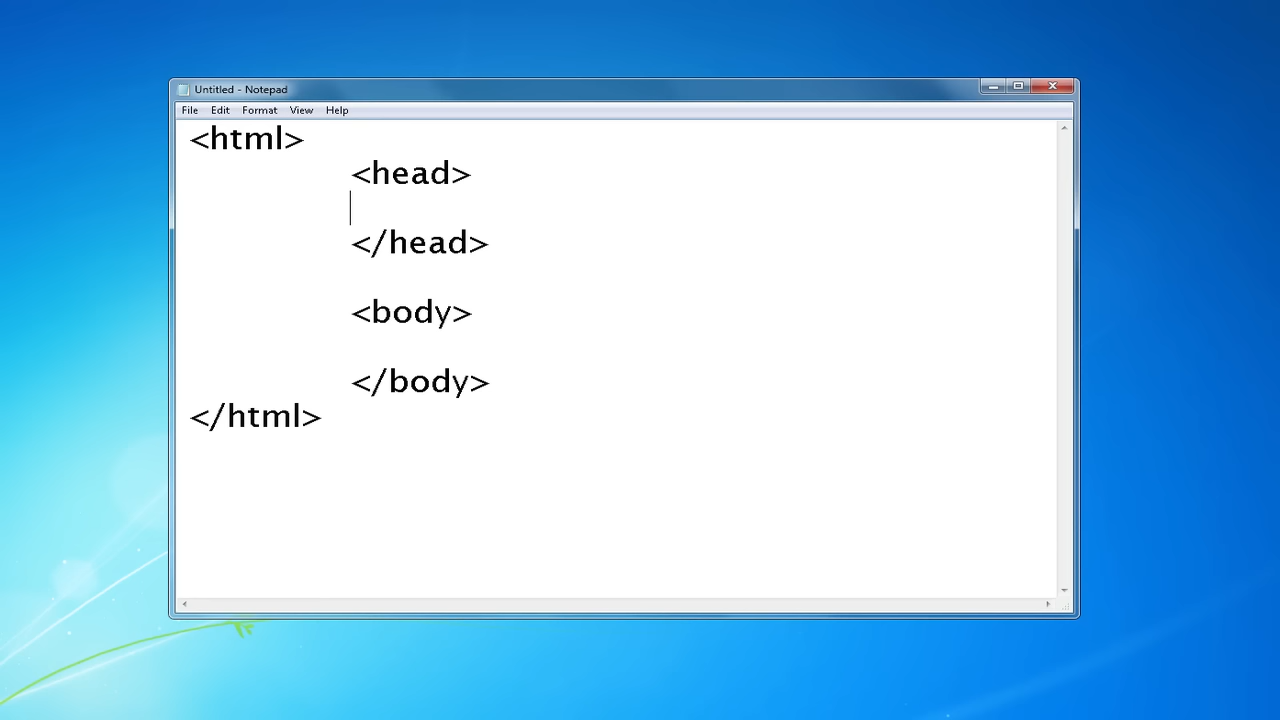 Untitled - Notepad
File Edit Format View Help
<html>
<head>
</head>
<body>
</body>
</html>